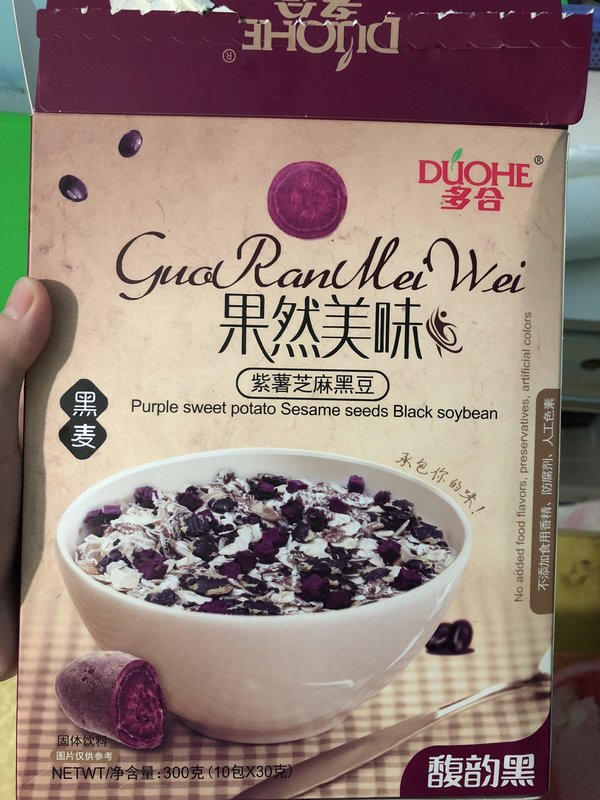 DUOHE®
多合
DUOHE®
多合
GuoRanMeiWei
果然美味
紫薯芝麻黑豆
Purple sweet potato Sesame seeds Black soybean
黑麦
承包你的味!
No added food flavors, preservatives, artificial colors
不添加食用香精、防腐剂、人工色素
固体饮料
图片仅供参考
NETWT/净含量:300克(10包X30克)
馥韵黑